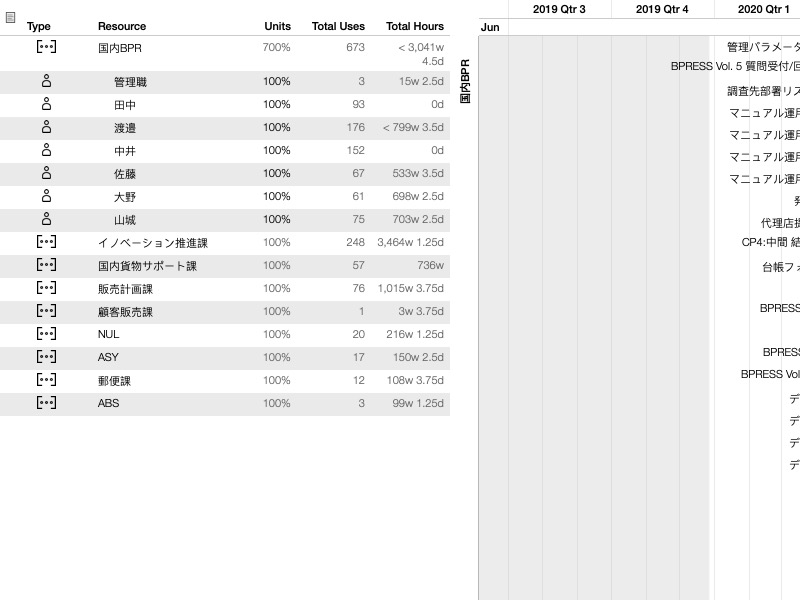 Type Resource Units Total Uses Total Hours
国内BPR 700% 673 < 3,041w
4.5d
管理職 100% 3 15w 2.5d
田中 100% 93 0d
渡邉 100% 176 < 799w 3.5d
中井 100% 152 0d
佐藤 100% 67 533w 3.5d
大野 100% 61 698w 2.5d
山城 100% 75 703w 2.5d
イノベーション推進課 100% 248 3,464w 1.25d
国内貨物サポート課 100% 57 736w
販売計画課 100% 76 1,015w 3.75d
顧客販売課 100% 1 3w 3.75d
NUL 100% 20 216w 1.25d
ASY 100% 17 150w 2.5d
郵便課 100% 12 108w 3.75d
ABS 100% 3 99w 1.25d
2019 Qtr 3 2019 Qtr 4 2020 Qtr 1
Jun
国内BPR
管理パラメータ
BPRESS Vol. 5 質問受付/回
調査先部署リス
マニュアル運用
マニュアル運用
マニュアル運用
マニュアル運用
代理店挨
CP4:中間 結
台帳フォ
BPRESS
BPRESS
BPRESS Vol
デ
デ
デ
デ